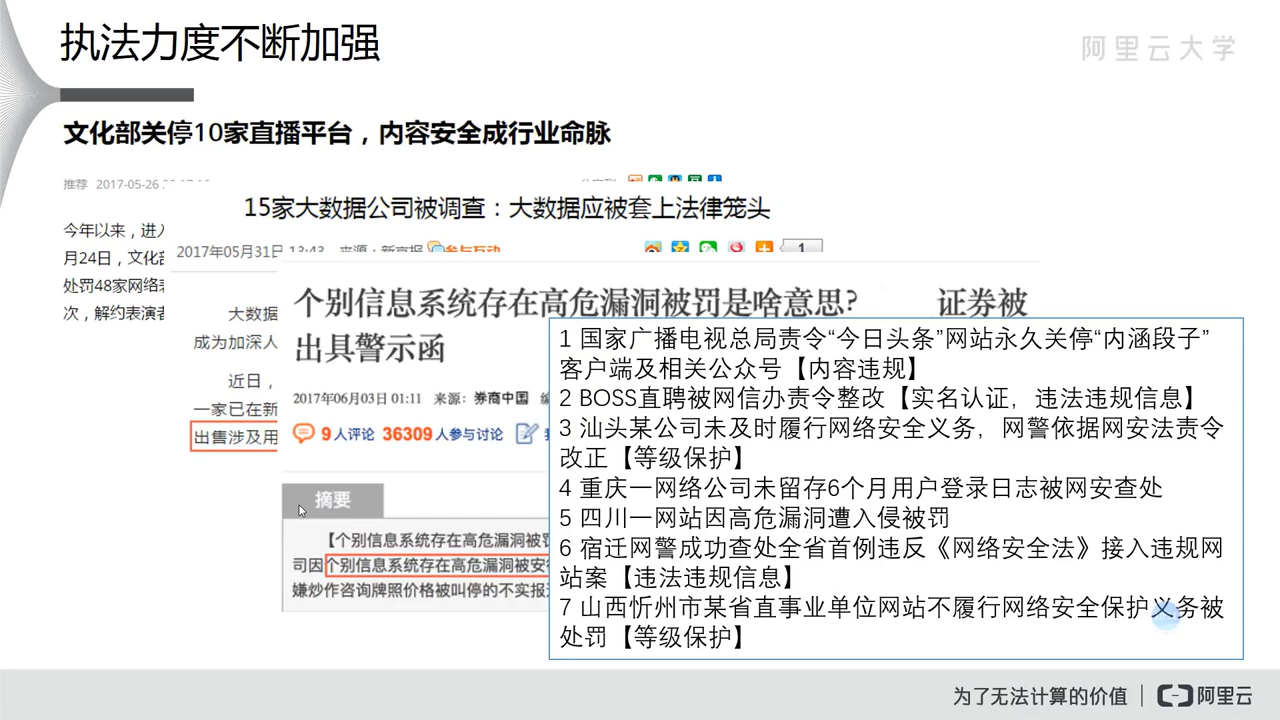 执法力度不断加强
阿里云大学
文化部关停10家直播平台，内容安全成行业命脉
推荐 2017-05-26
15家大数据公司被调查：大数据应被套上法律笼头
今年以来，进入
2017年05月31日 13:43 来源：新京报 参与互动
1
月24日，文化部
处罚48家网络表
次，解约表演者
大数据
成为加深人
近日，
一家已在新
出售涉及用
个别信息系统存在高危漏洞被罚是啥意思? 证券被
出具警示函
2017年06月03日 01:11 来源：券商中国 编
9人评论 36309人参与讨论
摘要
【个别信息系统存在高危漏洞被罚
司因个别信息系统存在高危漏洞被安
嫌炒作咨询牌照价格被叫停的不实报
1 国家广播电视总局责令“今日头条”网站永久关停“内涵段子”
客户端及相关公众号【内容违规】
2 BOSS直聘被网信办责令整改【实名认证，违法违规信息】
3 汕头某公司未及时履行网络安全义务，网警依据网安法责令
改正【等级保护】
4 重庆一网络公司未留存6个月用户登录日志被网安查处
5 四川一网站因高危漏洞遭入侵被罚
6 宿迁网警成功查处全省首例违反《网络安全法》接入违规网
站案【违法违规信息】
7 山西忻州市某省直事业单位网站不履行网络安全保护义务被
处罚【等级保护】
为了无法计算的价值 阿里云